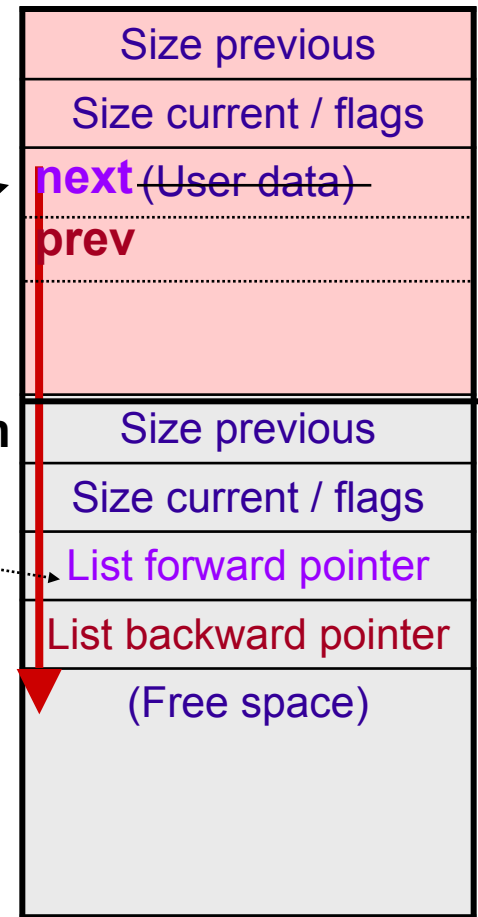 Size previous
Size current / flags
next (User data)
prev
Size previous
Size current / flags
List forward pointer
List backward pointer
(Free space)